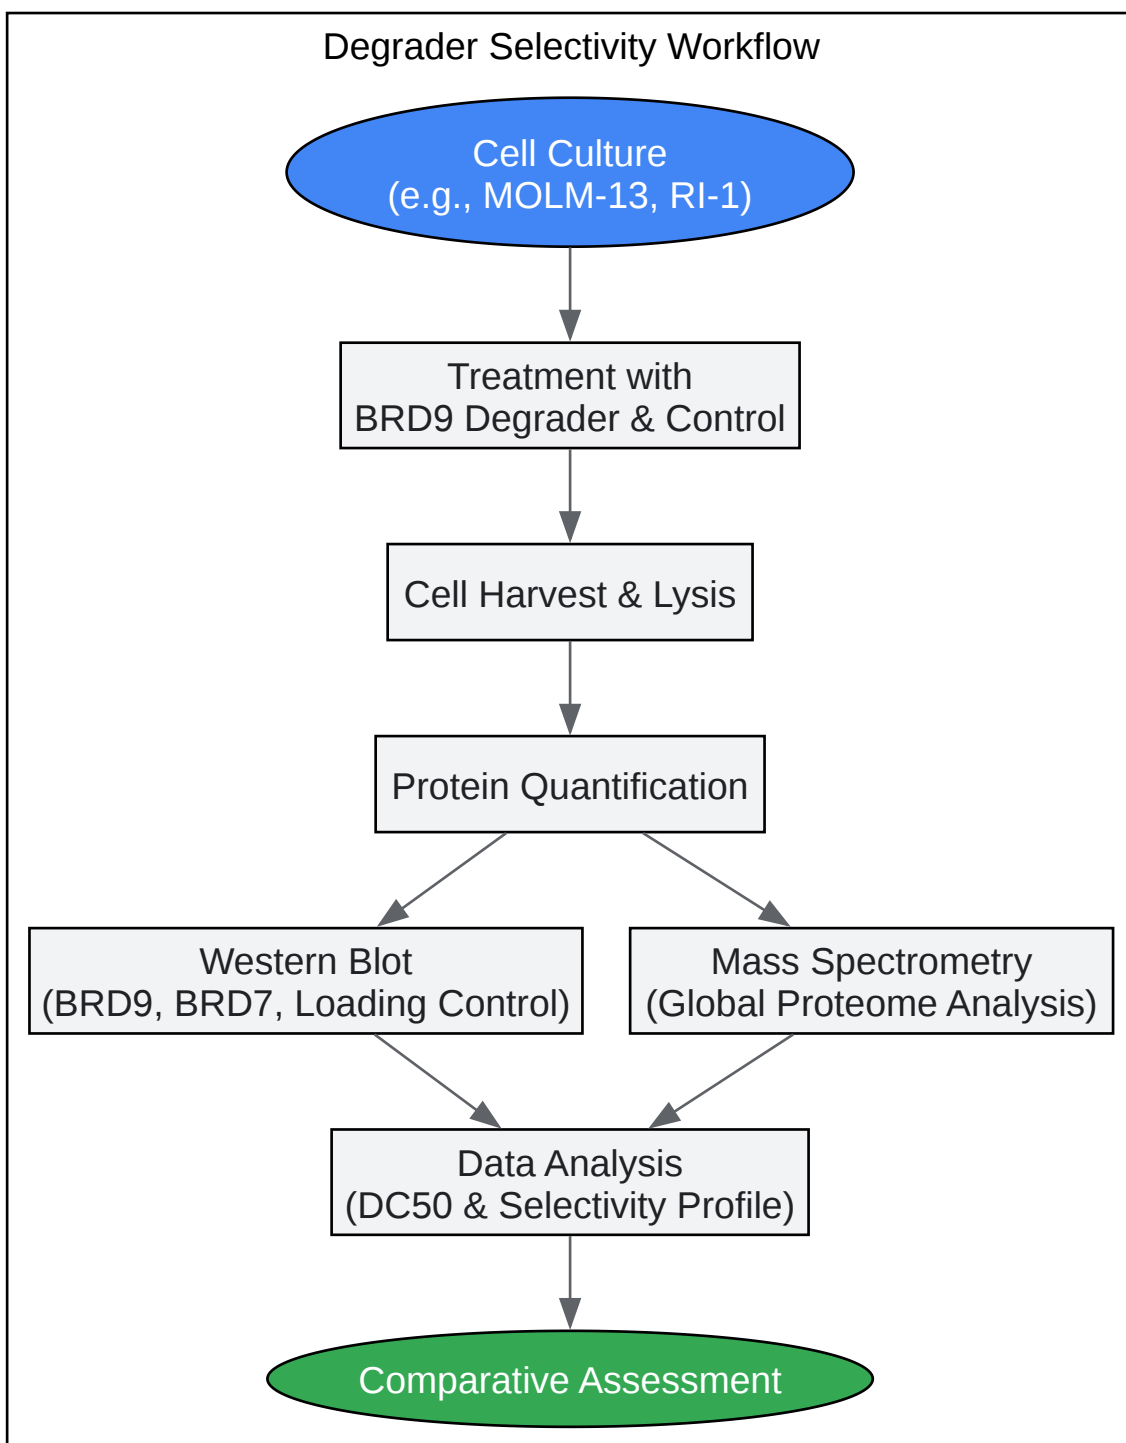 Degrader Selectivity Workflow
Cell Culture
(e.g., MOLM-13, RI-1)
Treatment with
BRD9 Degrader & Control
Cell Harvest & Lysis
Protein Quantification
Western Blot
(BRD9, BRD7, Loading Control)
Mass Spectrometry
(Global Proteome Analysis)
Data Analysis
(DC50 & Selectivity Profile)
Comparative Assessment